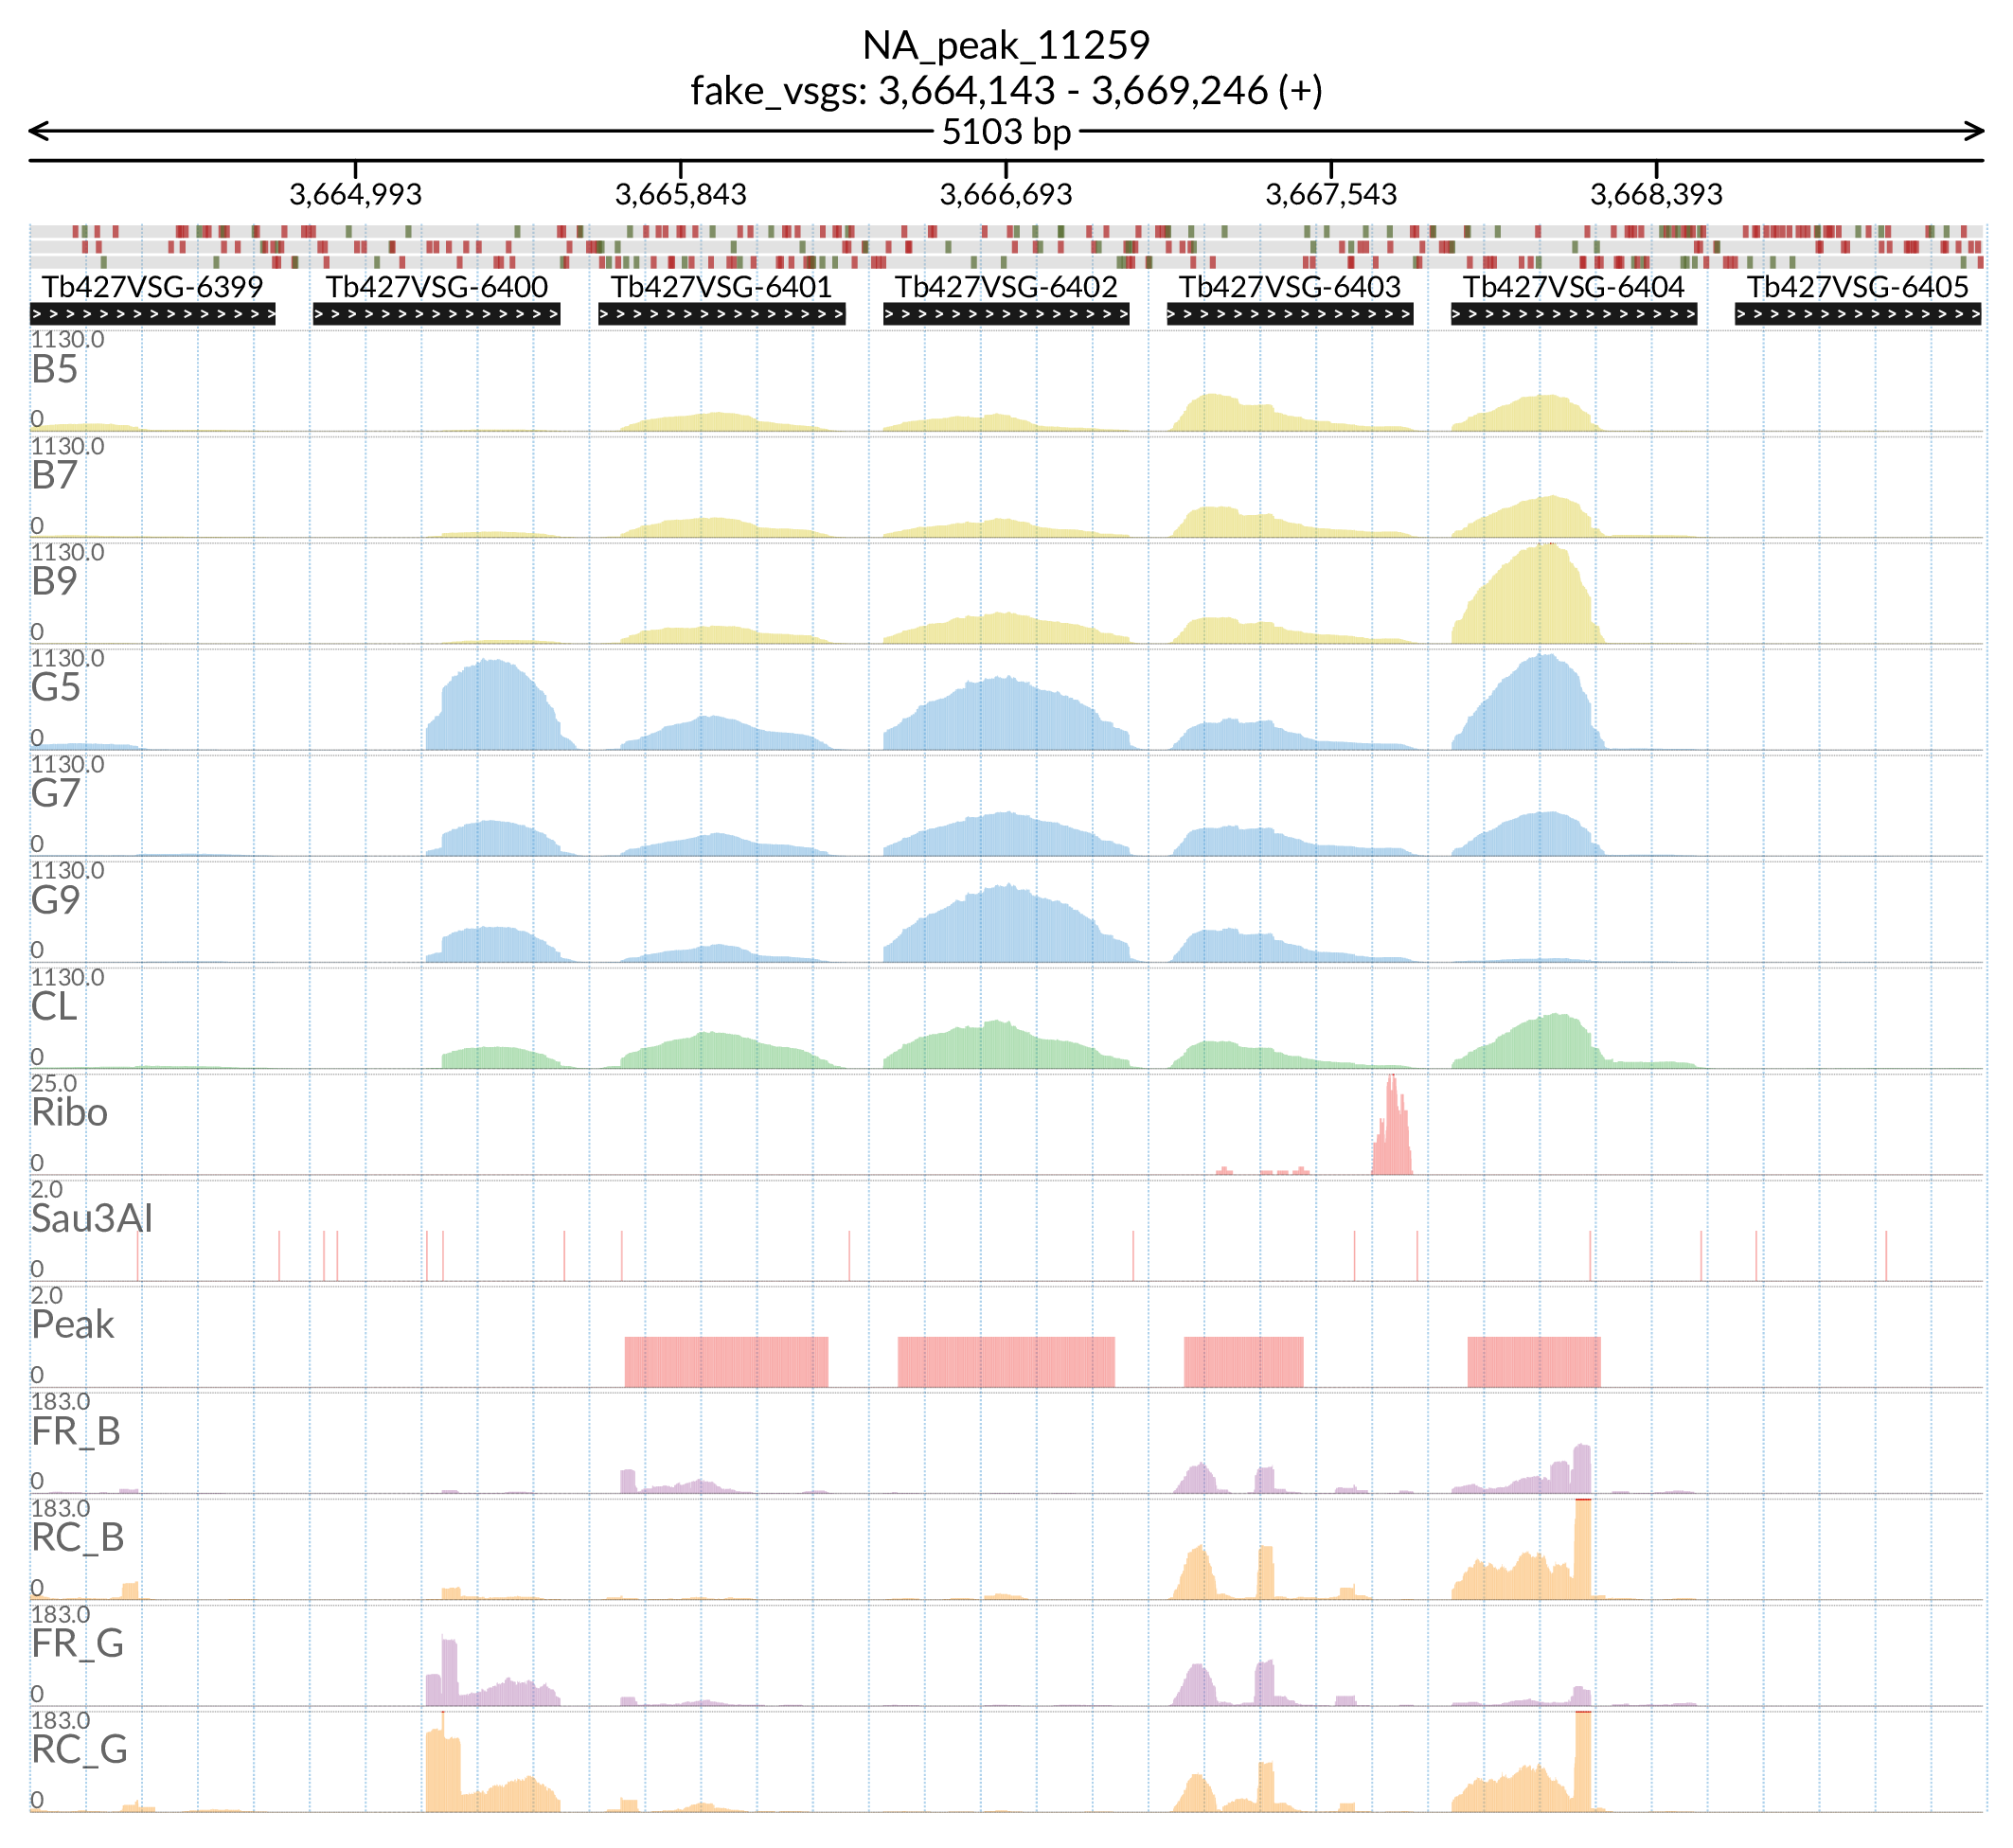 NA_peak_11259
fake_vsgs: 3,664,143 - 3,669,246 (+)
5103 bp
3,664,993 3,665,843 3,666,693 3,667,543 3,668,393
Tb427VSG-6399 Tb427VSG-6400 Tb427VSG-6401 Tb427VSG-6402 Tb427VSG-6403 Tb427VSG-6404 Tb427VSG-6405
1130.0
B5
0
1130.0
B7
0
1130.0
B9
0
1130.0
G5
0
1130.0
G7
0
1130.0
G9
0
1130.0
CL
0
25.0
Ribo
0
2.0
Sau3AI
0
2.0
Peak
0
183.0
FR_B
0
183.0
RC_B
0
183.0
FR_G
0
183.0
RC_G
0